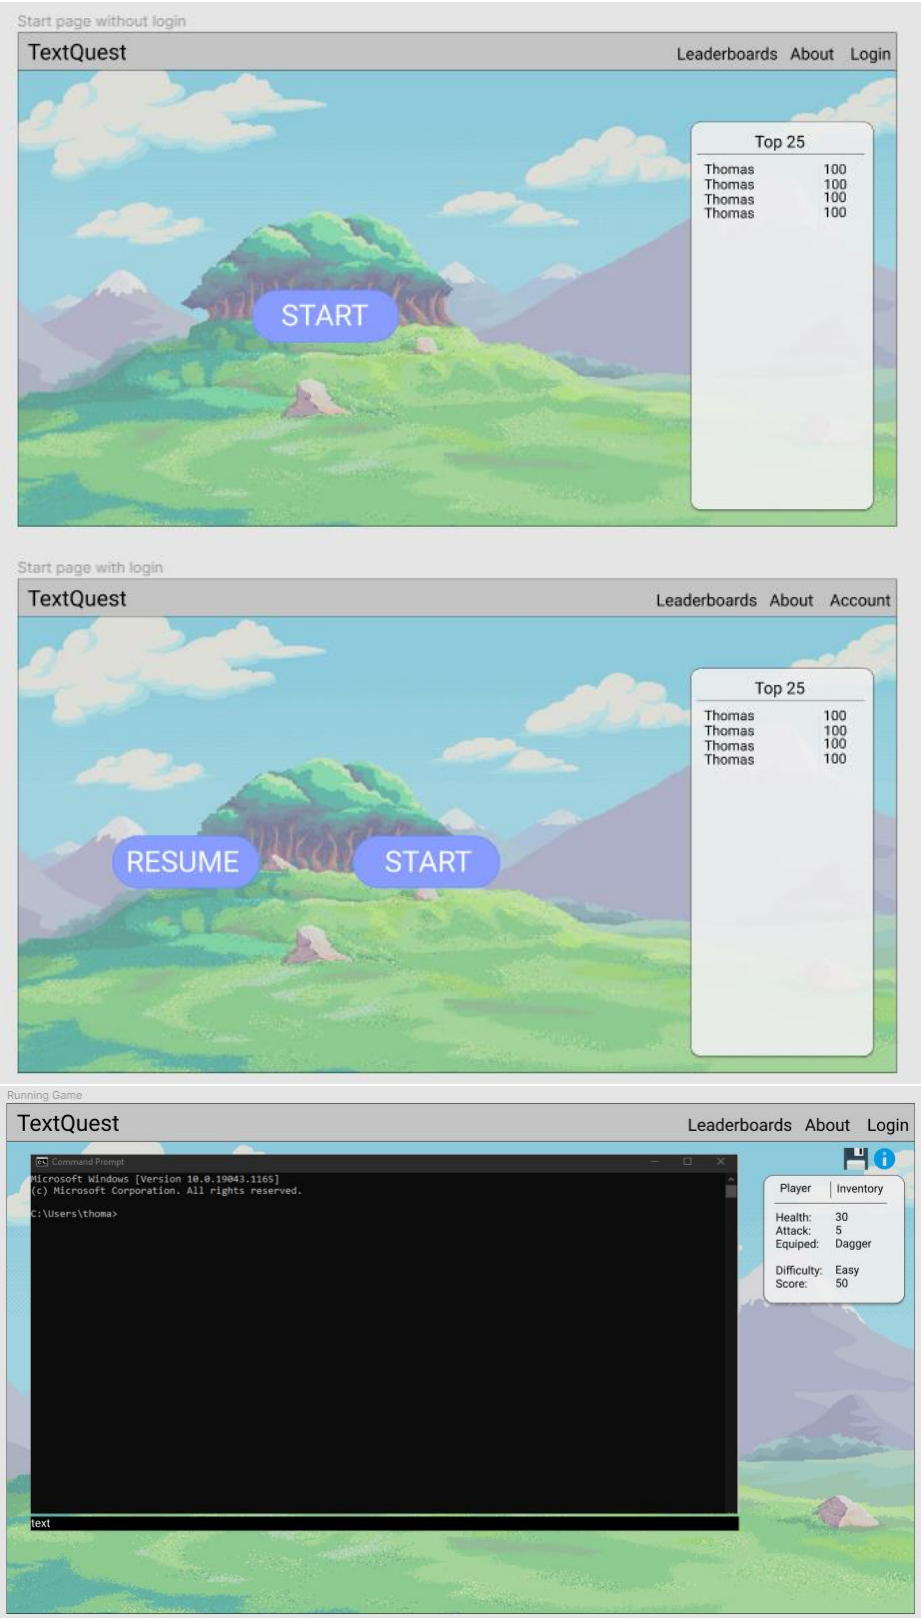 Start page without login
TextQuest Leaderboards About Login
Top 25
Thomas 100
Thomas 100
Thomas 100
Thomas 100
START
Start page with login
TextQuest Leaderboards About Account
Top 25
Thomas 100
Thomas 100
Thomas 100
Thomas 100
RESUME START
Running Game
TextQuest Leaderboards About Login
Command Prompt
Microsoft Windows [Version 10.0.19043.1165]
(c) Microsoft Corporation. All rights reserved.
C:\Users\thoma>
text
Player Inventory
Health: 30
Attack: 5
Equiped: Dagger
Difficulty: Easy
Score: 50